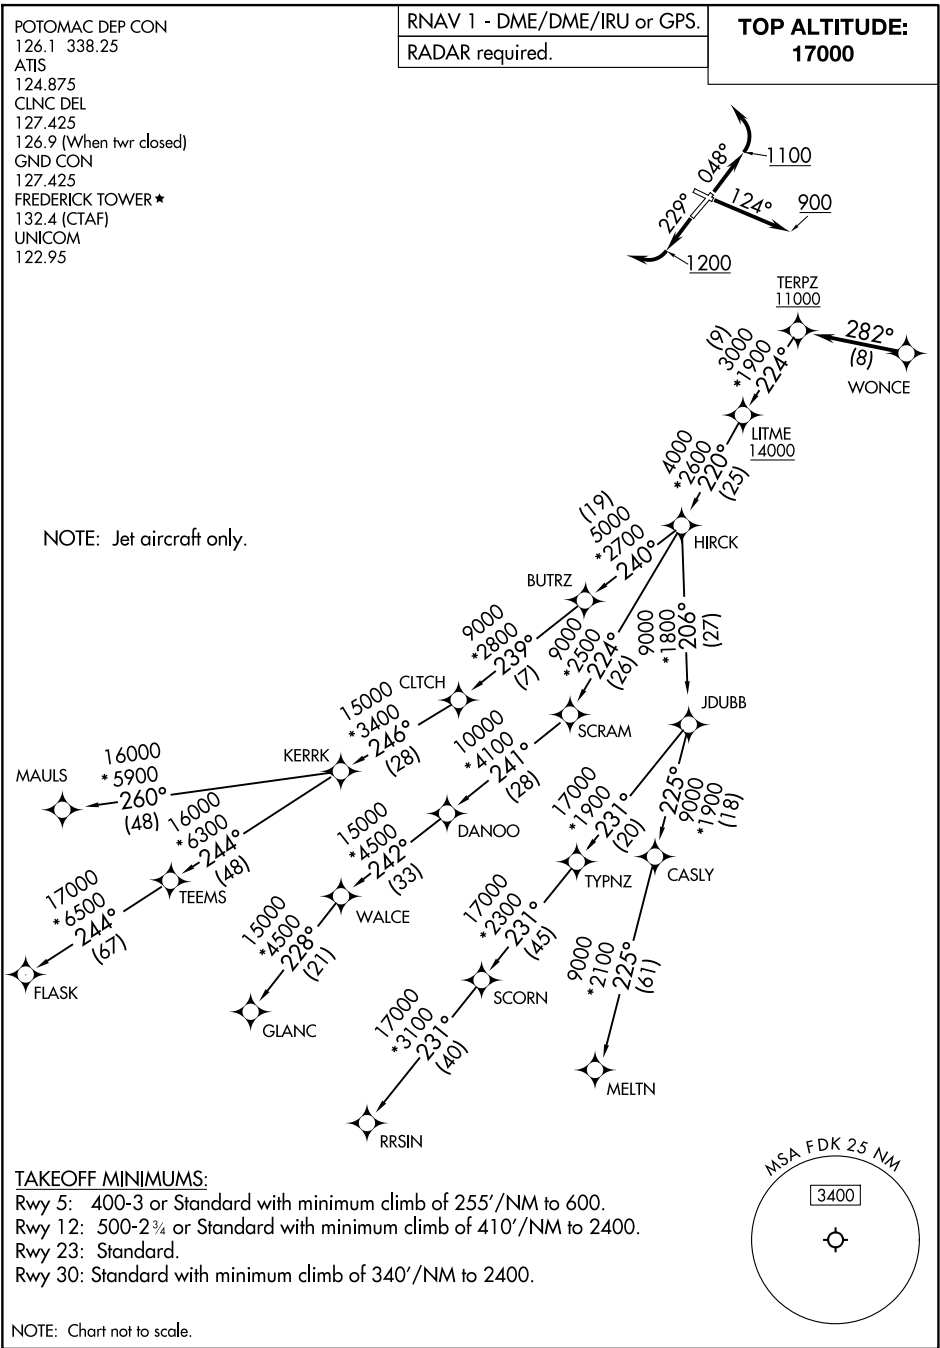 POTOMAC DEP CON
126.1 338.25
ATIS
124.875
CLNC DEL
127.425
126.9 (When twr closed)
GND CON
127.425
FREDERICK TOWER★
132.4 (CTAF)
UNICOM
122.95
RNAV 1 - DME/DME/IRU or GPS.
RADAR required.
TOP ALTITUDE:
17000
048°
1100
124°
900
229°
1200
TERPZ
11000
282°
(8)
WONCE
(9)
3000
*1900
224°
LITME
14000
4000
*2600
220°
(25)
NOTE: Jet aircraft only.
HIRCK
(19)
5000
*2700
240°
BUTRZ
9000
*2500
224°
(26)
9000
*1800
206°
(27)
9000
*2800
239°
(7)
CLTCH
SCRAM
JDUBB
15000
*3400
246°
(28)
KERRK
10000
*4100
241°
(28)
DANOO
16000
*5900
260°
(48)
MAULS
16000
*6300
244°
(48)
TEEMS
17000
*1900
231°
(20)
TYPNZ
225°
9000
*1900
(18)
CASLY
15000
*4500
242°
(33)
WALCE
17000
*6500
244°
(67)
FLASK
15000
*4500
228°
(21)
GLANC
17000
*2300
231°
(45)
SCORN
9000
*2100
225°
(61)
MELTN
17000
*3100
231°
(40)
RRSIN
TAKEOFF MINIMUMS:
Rwy 5: 400-3 or Standard with minimum climb of 255'/NM to 600.
Rwy 12: 500-2¾ or Standard with minimum climb of 410'/NM to 2400.
Rwy 23: Standard.
Rwy 30: Standard with minimum climb of 340'/NM to 2400.
MSA FDK 25 NM
3400
NOTE: Chart not to scale.